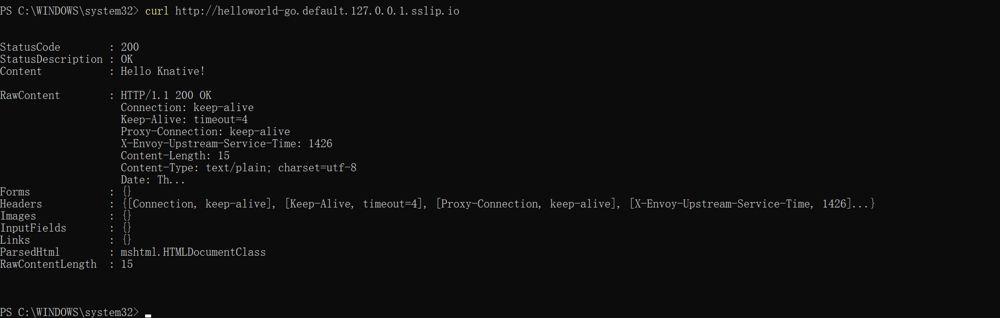 PS C:\WINDOWS\system32> curl http://helloworld-go.default.127.0.0.1.sslip.io
StatusCode        : 200
StatusDescription : OK
Content           : Hello Knative!
RawContent        : HTTP/1.1 200 OK
                    Connection: keep-alive
                    Keep-Alive: timeout=4
                    Proxy-Connection: keep-alive
                    X-Envoy-Upstream-Service-Time: 1426
                    Content-Length: 15
                    Content-Type: text/plain; charset=utf-8
                    Date: Th...
Forms             : {}
Headers           : {[Connection, keep-alive], [Keep-Alive, timeout=4], [Proxy-Connection, keep-alive], [X-Envoy-Upstream-Service-Time, 1426]...}
Images            : {}
InputFields       : {}
Links             : {}
ParsedHtml        : mshtml.HTMLDocumentClass
RawContentLength  : 15
PS C:\WINDOWS\system32>